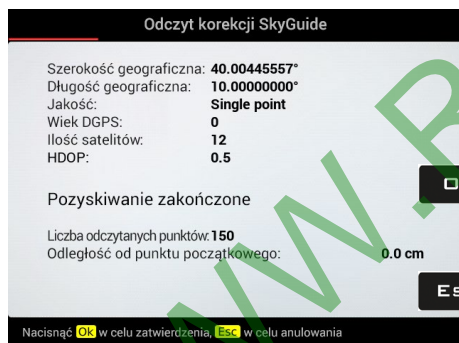 Odczyt korekcji SkyGuide
Szerokość geograficzna: 40.00445557°
Długość geograficzna: 10.00000000°
Jakość: Single point
Wiek DGPS: 0
Ilość satelitów: 12
HDOP: 0.5
Pozyskiwanie zakończone
Liczba odczytanych punktów: 150
Odległość od punktu początkowego: 0.0 cm
Nacisnąć Ok w celu zatwierdzenia, Esc w celu anulowania